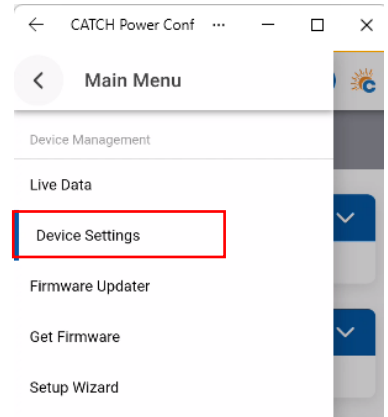 CATCH Power Conf ...
Main Menu
Device Management
Live Data
Device Settings
Firmware Updater
Get Firmware
Setup Wizard